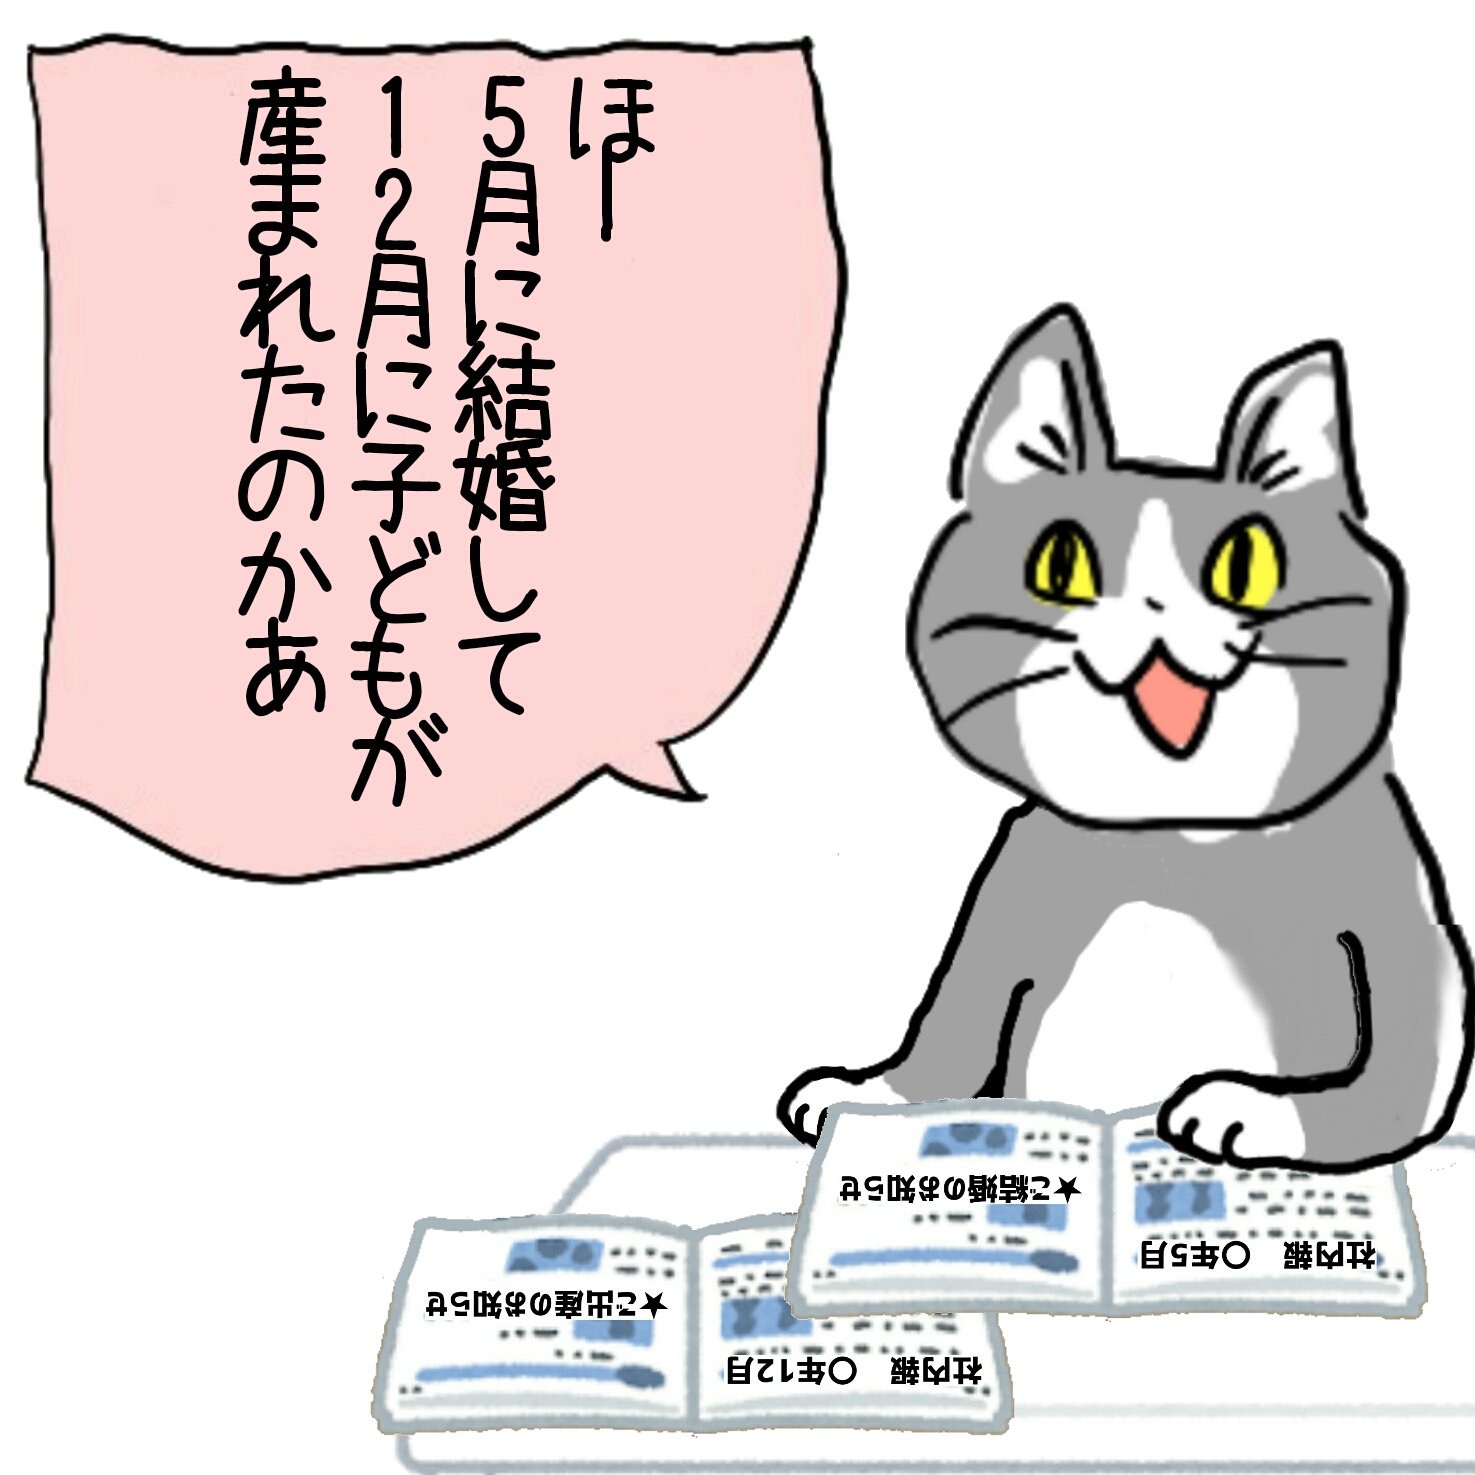 ほー
5月に結婚して
12月に子どもが
産まれたのかあ
★ご結婚のお知らせ
社内報 〇年5月
★ご出産のお知らせ
社内報 〇年12月